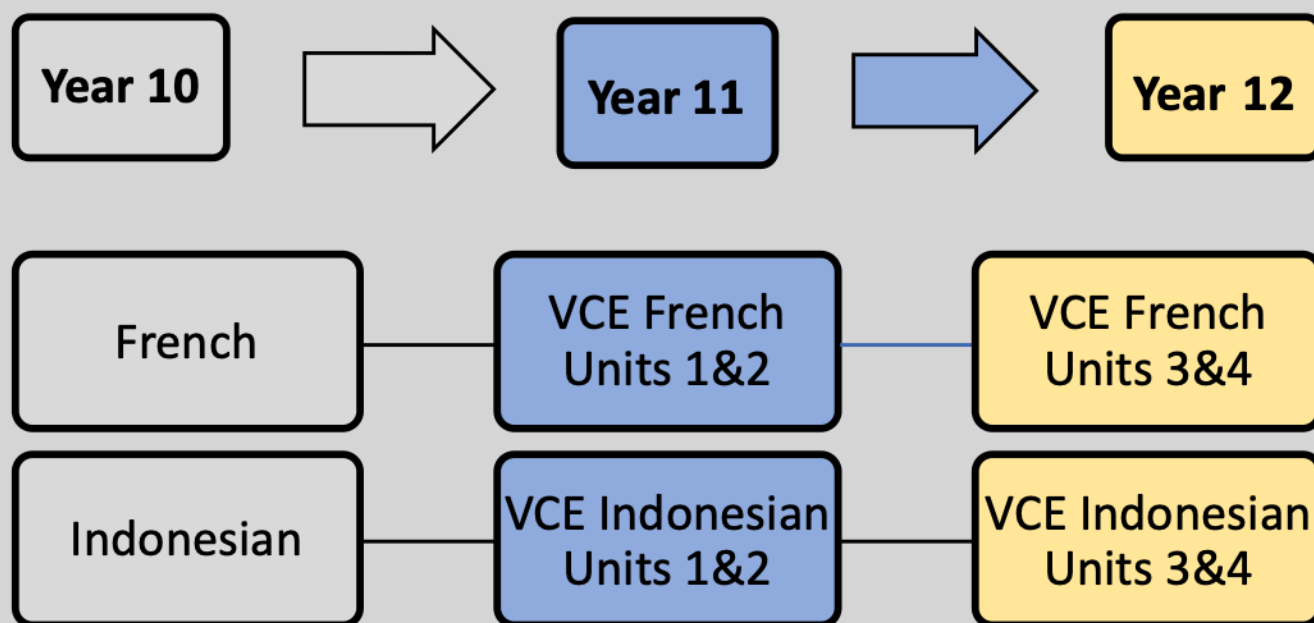 Year 10
Year 11
Year 12
French
VCE French
Units 1&2
VCE French
Units 3&4
Indonesian
VCE Indonesian
Units 1&2
VCE Indonesian
Units 3&4